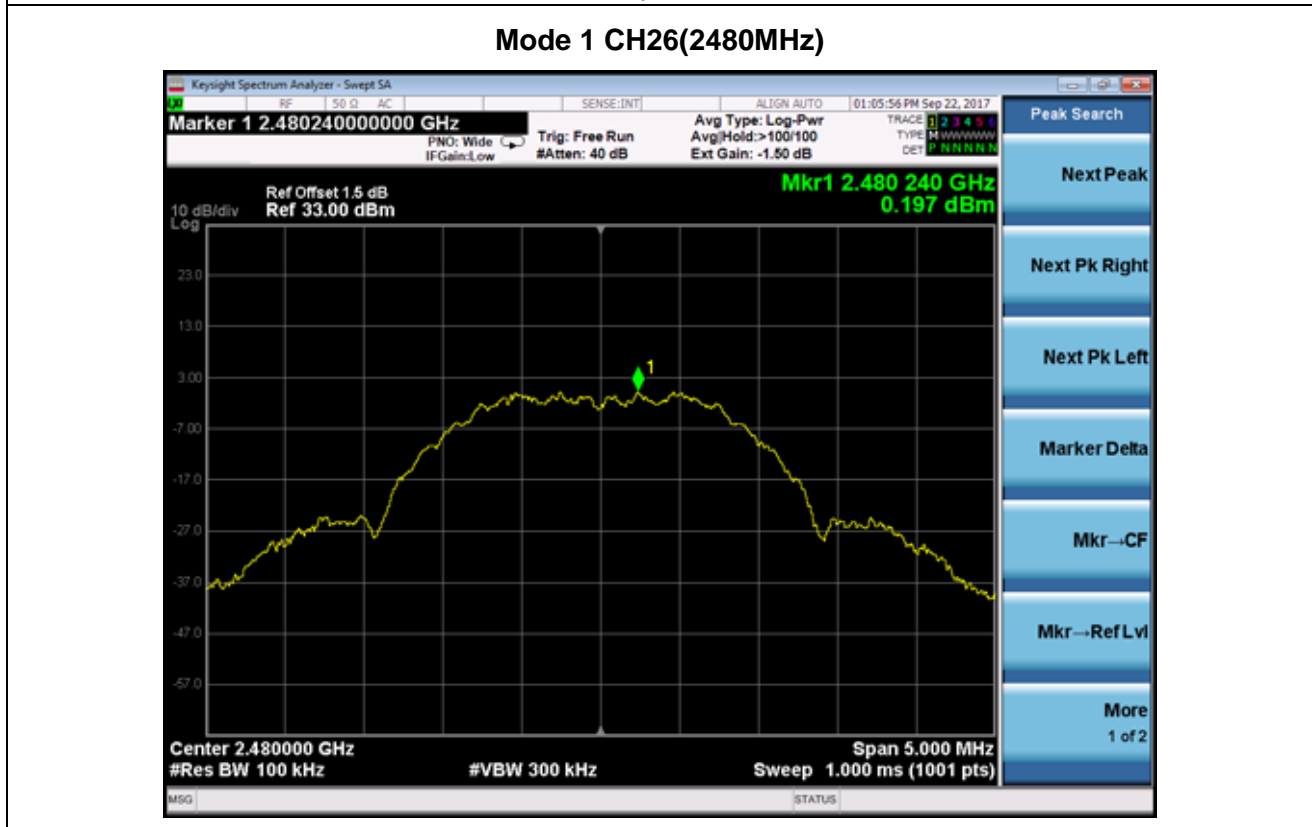 Mode 1 CH26(2480MHz)
Keysight Spectrum Analyzer - Swept SA
RF 50 Ω AC SENSE:INT ALIGN AUTO 01:05:56 PM Sep 22, 2017
Marker 1 2.480240000000 GHz
PNO: Wide
IFGain:Low
Trig: Free Run
#Atten: 40 dB
Avg Type: Log-Pwr
Avg|Hold:>100/100
Ext Gain: -1.50 dB
TRACE 1 2 3 4 5 6
TYPE M WWWWW
DET P N N N N N
Peak Search
Mkr1 2.480 240 GHz
0.197 dBm
Ref Offset 1.5 dB
10 dB/div Ref 33.00 dBm
Log
23.0
13.0
3.00
-7.00
-17.0
-27.0
-37.0
-47.0
-57.0
1
Center 2.480000 GHz Span 5.000 MHz
#Res BW 100 kHz #VBW 300 kHz Sweep 1.000 ms (1001 pts)
Next Peak
Next Pk Right
Next Pk Left
Marker Delta
Mkr→CF
Mkr→Ref Lvl
More
1 of 2
MSG STATUS